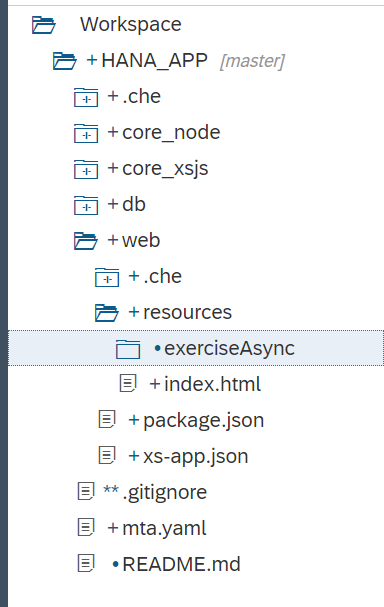 Workspace
+ HANA_APP [master]
+ .che
+ core_node
+ core_xsjs
+ db
+ web
+ .che
+ resources
• exerciseAsync
+ index.html
+ package.json
+ xs-app.json
** .gitignore
+ mta.yaml
• README.md